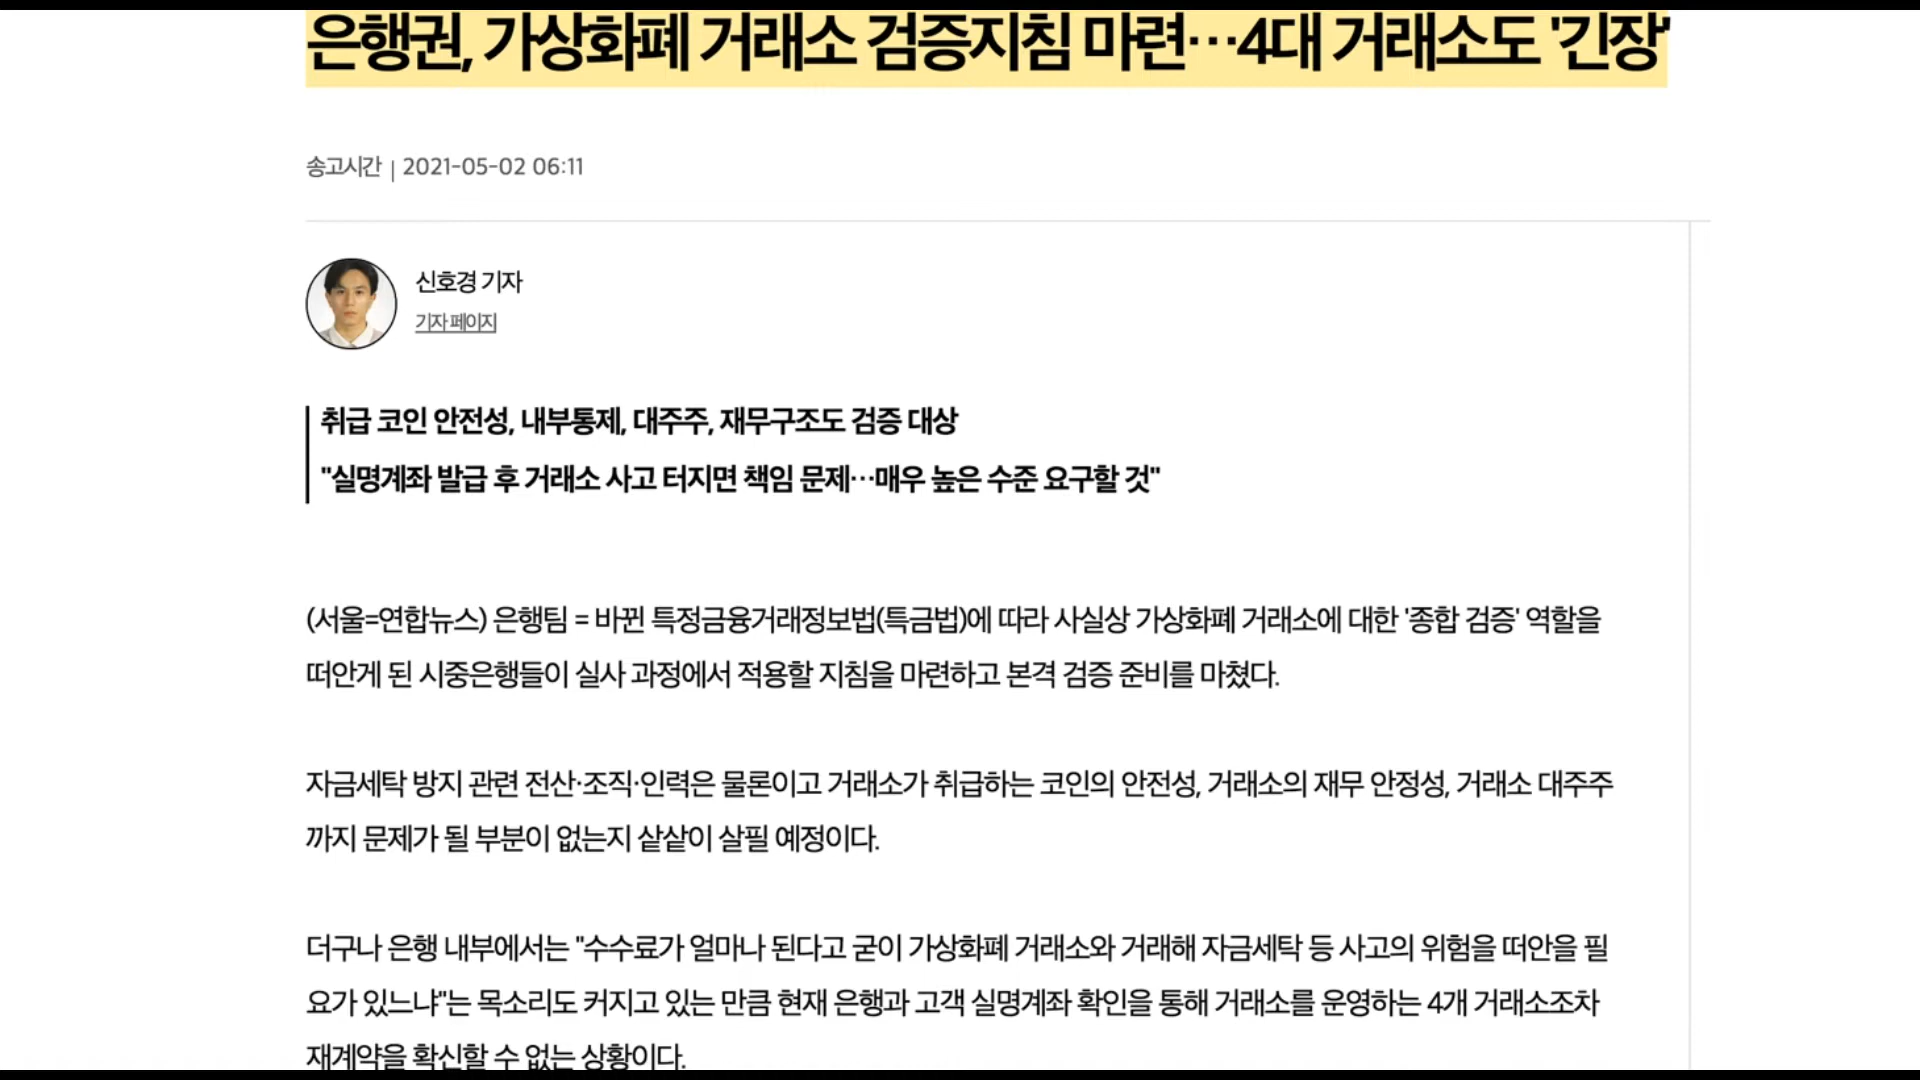 은행권, 가상화폐 거래소 검증지침 마련…4대 거래소도 '긴장'
송고시간 | 2021-05-02 06:11
신호경 기자
기자 페이지
취급 코인 안전성, 내부통제, 대주주, 재무구조도 검증 대상
"실명계좌 발급 후 거래소 사고 터지면 책임 문제…매우 높은 수준 요구할 것"
(서울=연합뉴스) 은행팀 = 바뀐 특정금융거래정보법(특금법)에 따라 사실상 가상화폐 거래소에 대한 '종합 검증' 역할을
떠안게 된 시중은행들이 실사 과정에서 적용할 지침을 마련하고 본격 검증 준비를 마쳤다.
자금세탁 방지 관련 전산·조직·인력은 물론이고 거래소가 취급하는 코인의 안전성, 거래소의 재무 안정성, 거래소 대주주
까지 문제가 될 부분이 없는지 샅샅이 살필 예정이다.
더구나 은행 내부에서는 "수수료가 얼마나 된다고 굳이 가상화폐 거래소와 거래해 자금세탁 등 사고의 위험을 떠안을 필
요가 있느냐"는 목소리도 커지고 있는 만큼 현재 은행과 고객 실명계좌 확인을 통해 거래소를 운영하는 4개 거래소조차
재계약을 확신할 수 없는 상황이다.